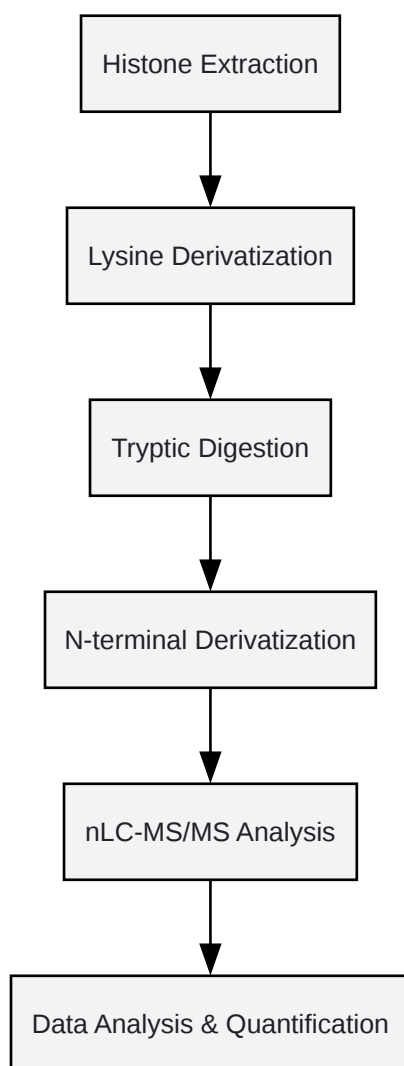 Histone Extraction
Lysine Derivatization
Tryptic Digestion
N-terminal Derivatization
nLC-MS/MS Analysis
Data Analysis & Quantification